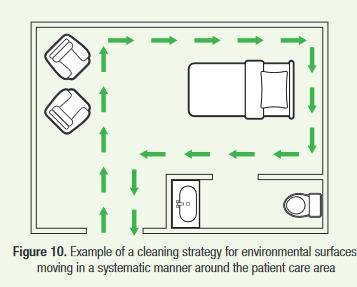 Figure 10. Example of a cleaning strategy for environmental surfaces,
moving in a systematic manner around the patient care area